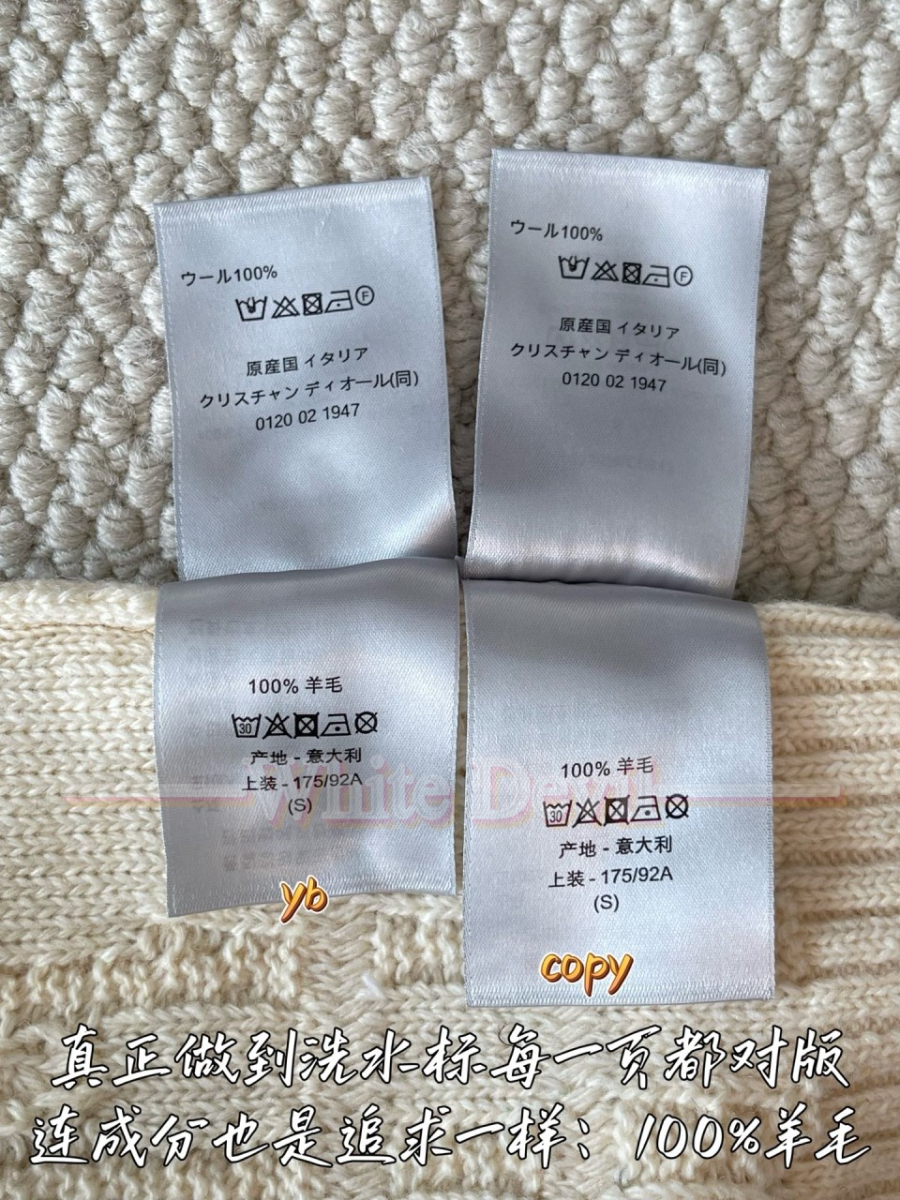 ウール100%
F
原産国 イタリア
クリスチャン ディオール(同)
0120 02 1947
ウール100%
F
原産国 イタリア
クリスチャン ディオール(同)
0120 02 1947
100% 羊毛
30
产地 - 意大利
上装 - 175/92A
(S)
yb
100% 羊毛
30
产地 - 意大利
上装 - 175/92A
(S)
copy
White Devil
真正做到洗水标每一页都对版
连成分也是追求一样：100%羊毛